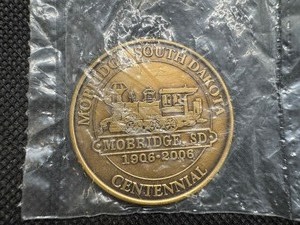 MOBRIDGE, SOUTH DAKOTA
MOBRIDGE, SD
1906•2006
CENTENNIAL